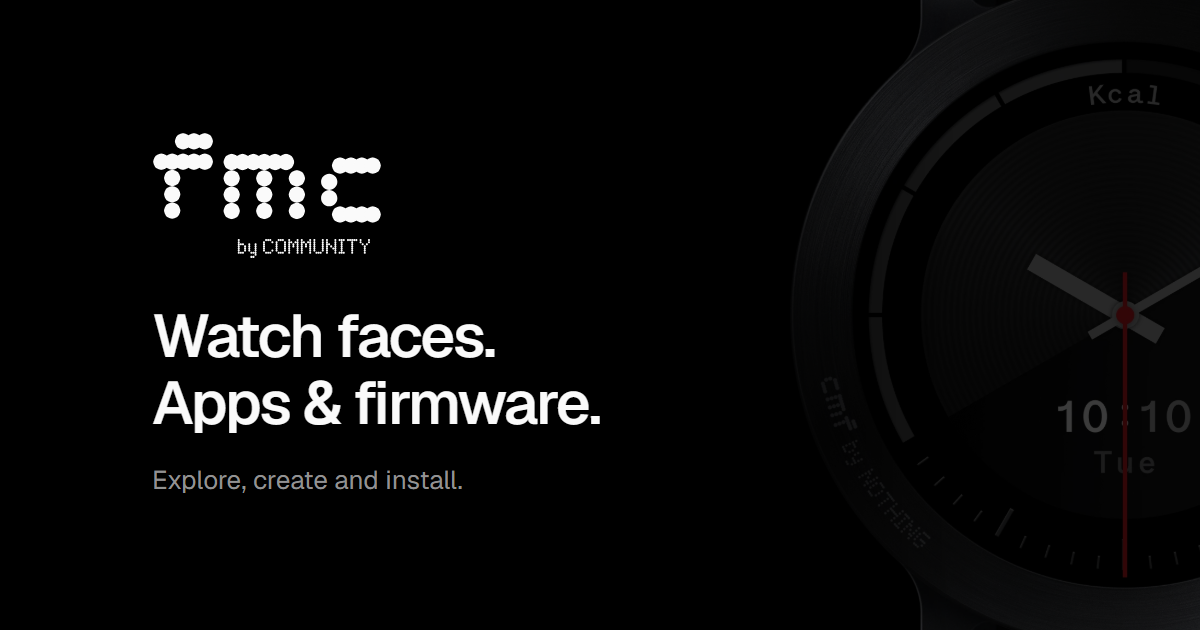 fmc
by COMMUNITY
Watch faces.
Apps & firmware.
Explore, create and install.
Kcal
10:10
Tue
cmf by NOTHING